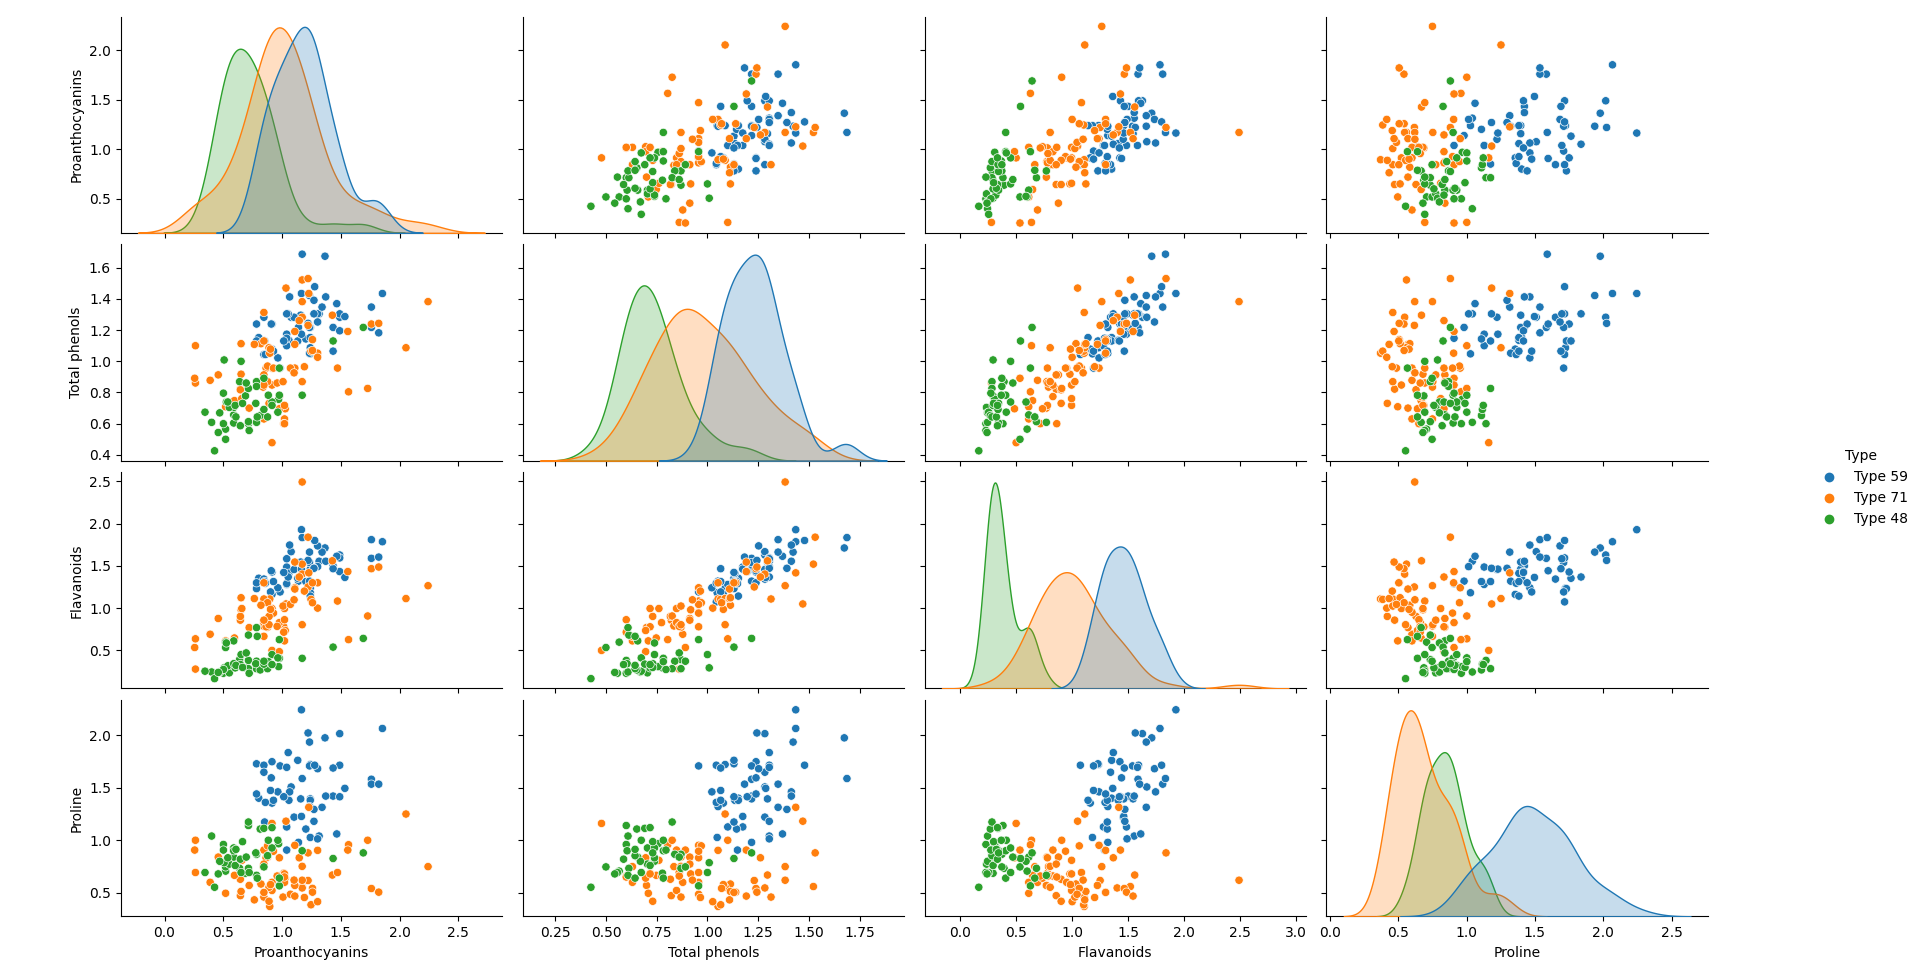 Proanthocyanins
2.0
1.5
1.0
0.5
Total phenols
1.6
1.4
1.2
1.0
0.8
0.6
0.4
Flavanoids
2.5
2.0
1.5
1.0
0.5
Proline
2.0
1.5
1.0
0.5
0.0 0.5 1.0 1.5 2.0 2.5
Proanthocyanins
0.25 0.50 0.75 1.00 1.25 1.50 1.75
Total phenols
0.0 0.5 1.0 1.5 2.0 2.5 3.0
Flavanoids
0.0 0.5 1.0 1.5 2.0 2.5
Proline
Type
Type 59
Type 71
Type 48